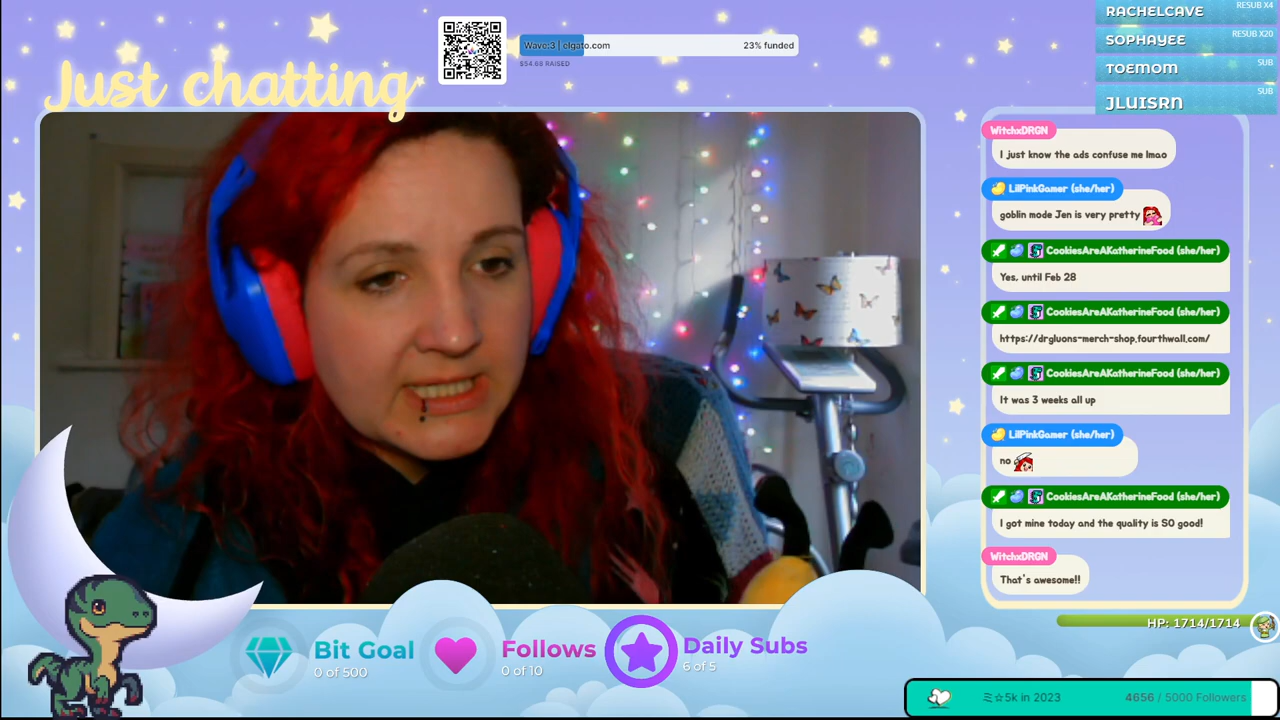 RACHELCAVE
RESUB X4
SOPHAYEE
RESUB X20
TOEMOM
SUB
JLUISRN
SUB
Wave:3 | elgato.com
23% funded
$54.68 RAISED
Just chatting
WitchxDRGN
I just know the ads confuse me lmao
LilPinkGamer (she/her)
goblin mode Jen is very pretty
CookiesAreAKatherineFood (she/her)
Yes, until Feb 28
CookiesAreAKatherineFood (she/her)
https://drgluons-merch-shop.fourthwall.com/
CookiesAreAKatherineFood (she/her)
It was 3 weeks all up
LilPinkGamer (she/her)
no
CookiesAreAKatherineFood (she/her)
I got mine today and the quality is SO good!
WitchxDRGN
That's awesome!!
HP: 1714/1714
Bit Goal
0 of 500
Follows
0 of 10
Daily Subs
6 of 5
ミ☆5k in 2023
4656 / 5000 Followers